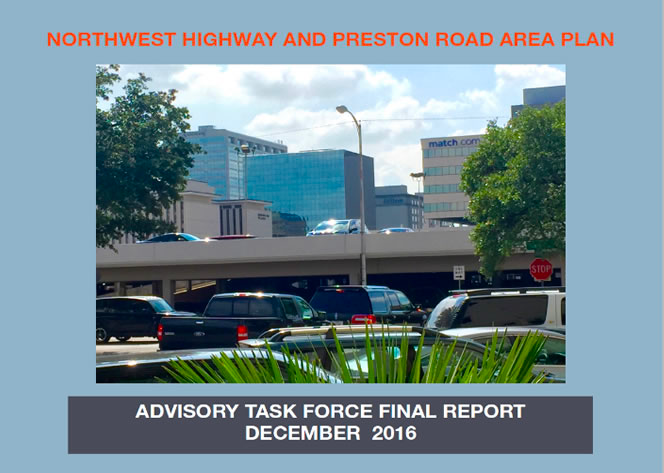 NORTHWEST HIGHWAY AND PRESTON ROAD AREA PLAN
match.com
STOP
ADVISORY TASK FORCE FINAL REPORT
DECEMBER 2016